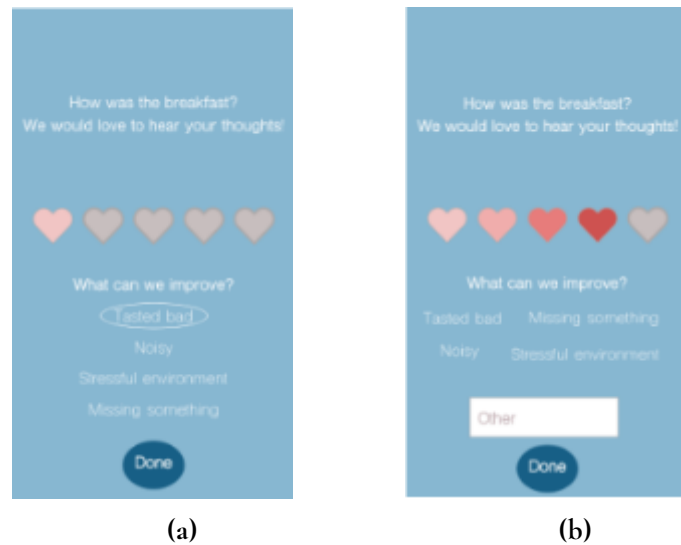 How was the breakfast?
We would love to hear your thoughts!
What can we improve?
Tasted bad
Noisy
Stressful environment
Missing something
Done
(a)
How was the breakfast?
We would love to hear your thoughts!
What can we improve?
Tasted bad Missing something
Noisy Stressful environment
Other
Done
(b)